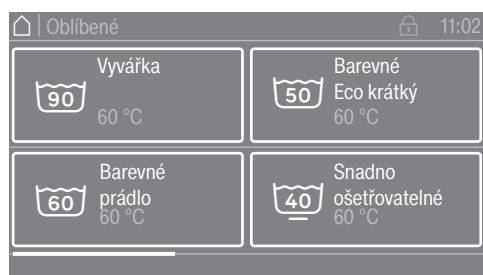 Oblíbené 11:02
90 Vyvářka
60 °C
50 Barevné
Eco krátký
60 °C
60 Barevné
prádlo
60 °C
40 Snadno
ošetřovatelné
60 °C